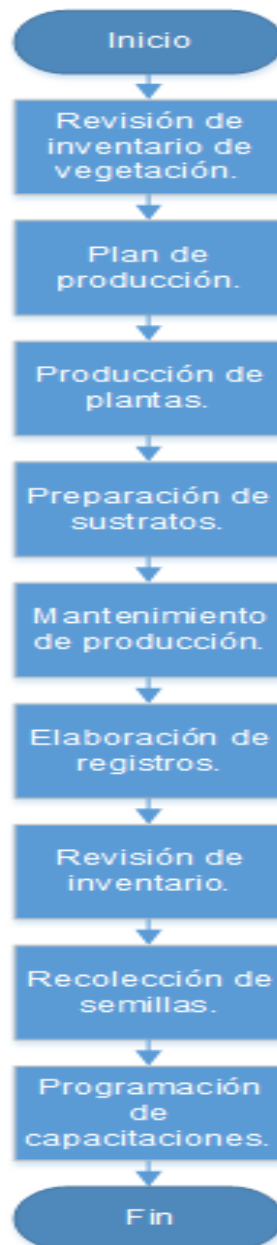 Inicio
Revisión de
inventario de
vegetación.
Plan de
producción.
Producción de
plantas.
Preparación de
sustratos.
Mantenimiento
de producción.
Elaboración de
registros.
Revisión de
inventario.
Recolección de
semillas.
Programación
de
capacitaciones.
Fin